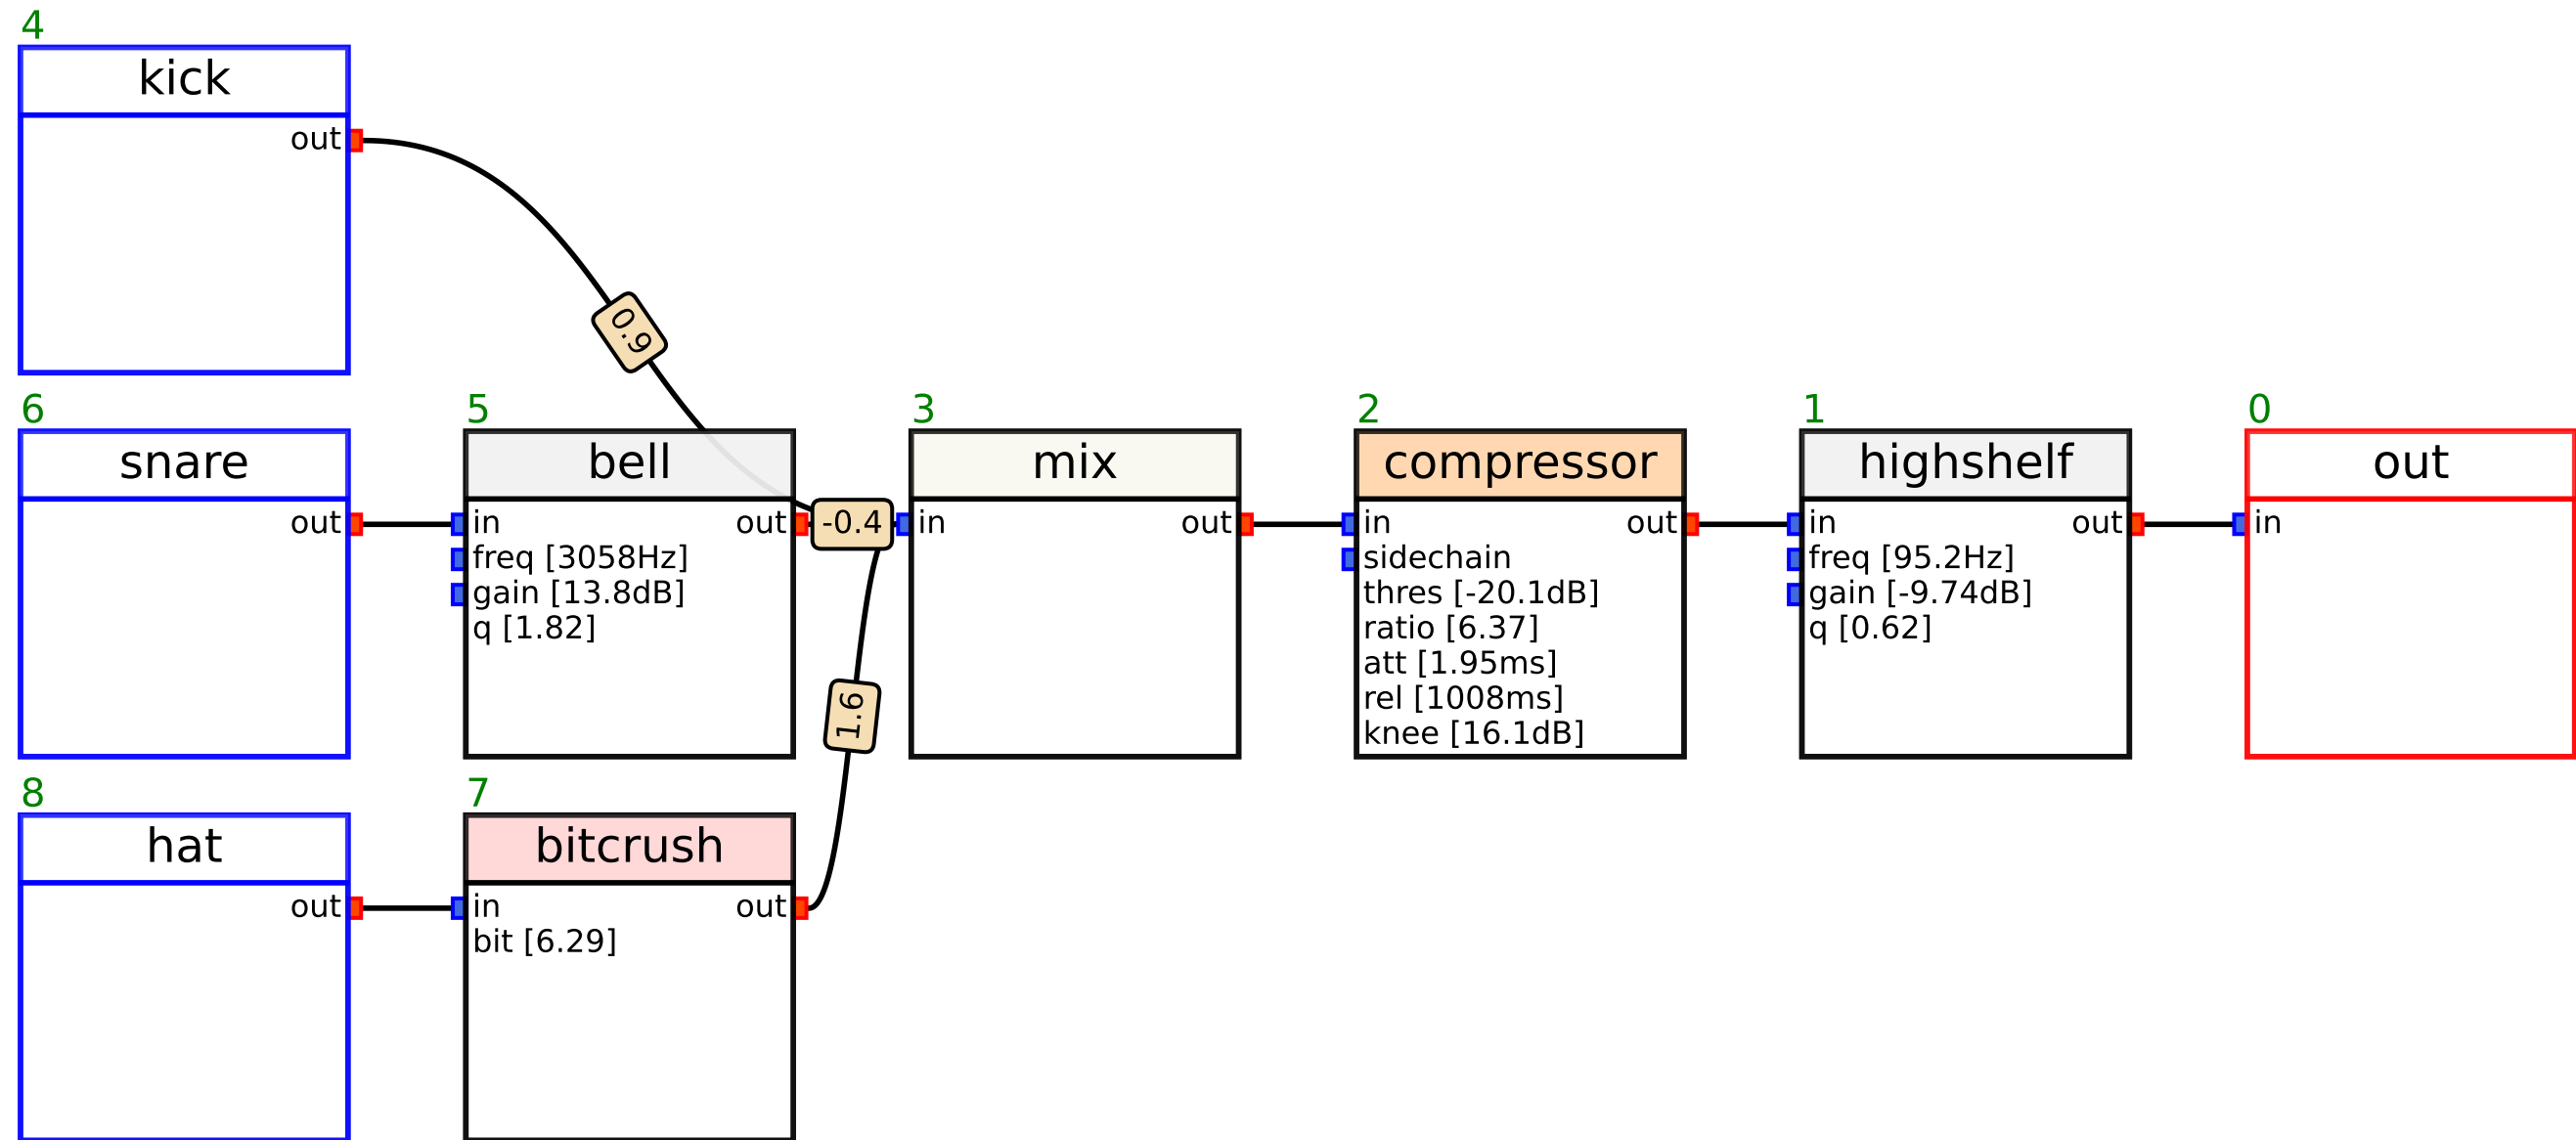 4
kick
out
0.9
6
snare
out
5
bell
in
out
freq [3058Hz]
gain [13.8dB]
q [1.82]
-0.4
1.6
3
mix
in
out
2
compressor
in
out
sidechain
thres [-20.1dB]
ratio [6.37]
att [1.95ms]
rel [1008ms]
knee [16.1dB]
1
highshelf
in
out
freq [95.2Hz]
gain [-9.74dB]
q [0.62]
0
out
in
8
hat
out
7
bitcrush
in
out
bit [6.29]